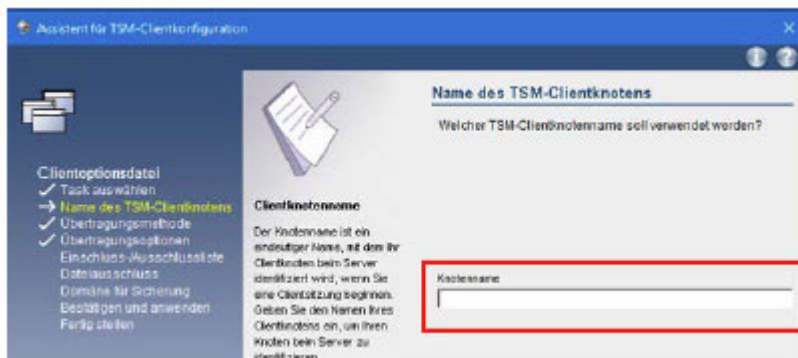 Assistent für TSM-Clientkonfiguration
Clientoptionsdatei
Task auswählen
Name des TSM-Clientknotens
Übertragungsmethode
Übertragungsoptionen
Einschluss-/Ausschlussliste
Dateiausschluss
Domäne für Sicherung
Bestätigen und anwenden
Fertig stellen
Clientknotenname
Der Knotenname ist ein
eindeutiger Name, mit dem Ihr
Clientknoten beim Server
identifiziert wird, wenn Sie
eine Clientsitzung beginnen.
Geben Sie den Namen Ihres
Clientknotens ein, um Ihren
Knoten beim Server zu
identifizieren.
Name des TSM-Clientknotens
Welcher TSM-Clientknotenname soll verwendet werden?
Knotenname